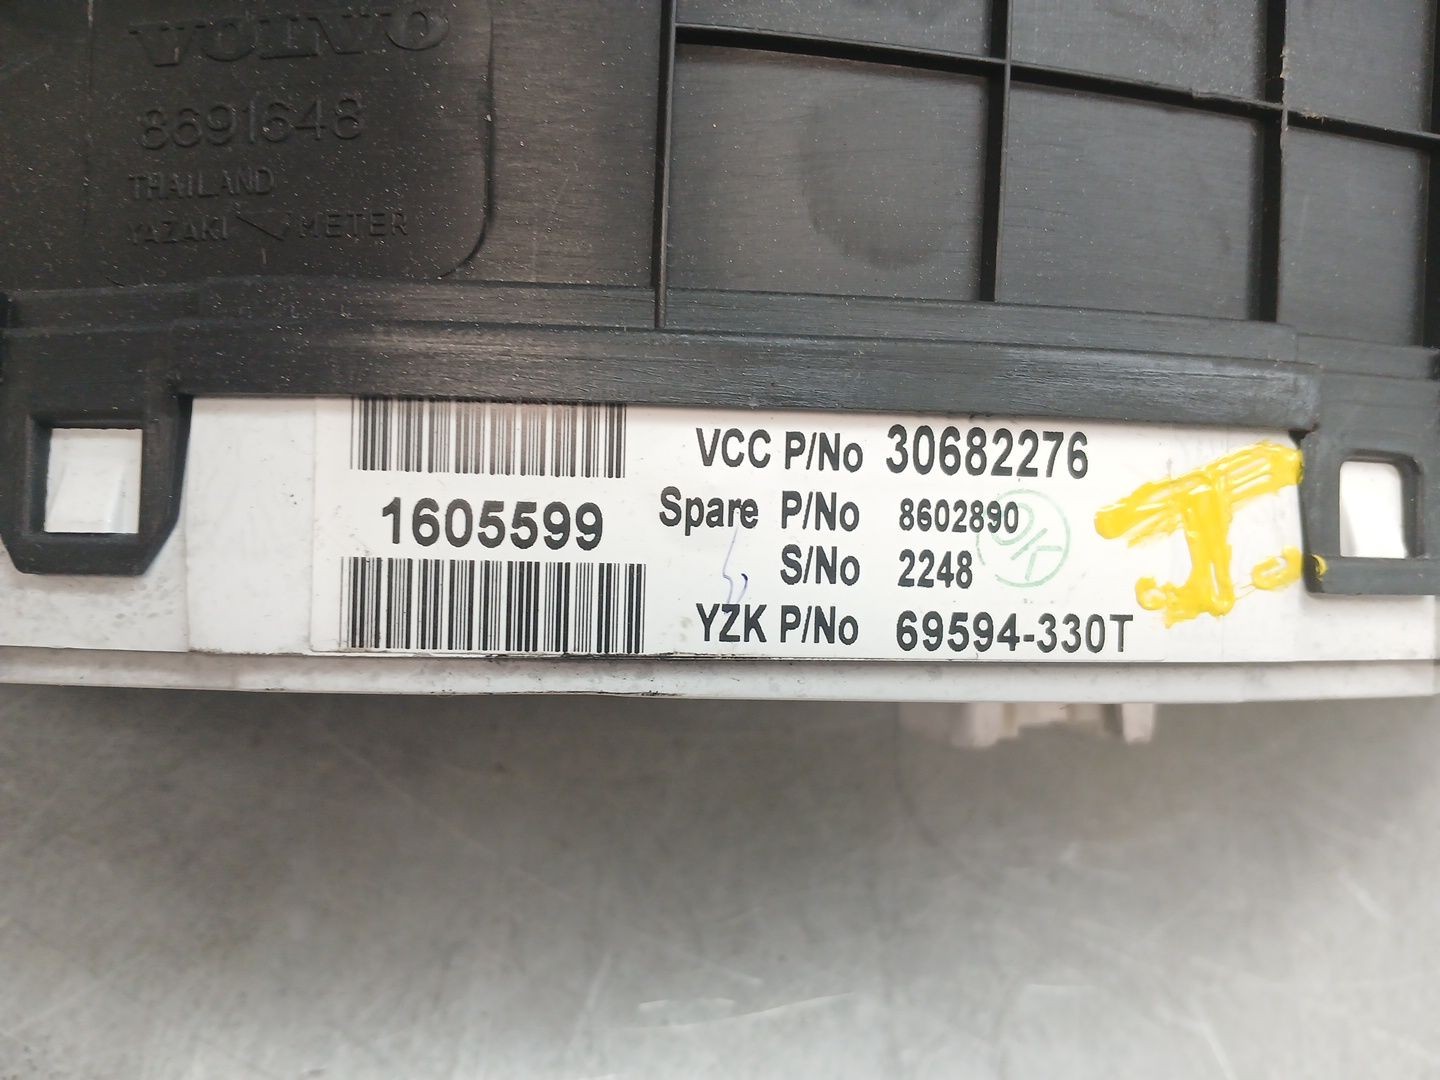 VOLVO
8691648
THAILAND
YAZAKI METER
1605599
VCC P/No 30682276
Spare P/No 8602890
OK
S/No 2248
YZK P/No 69594-330T